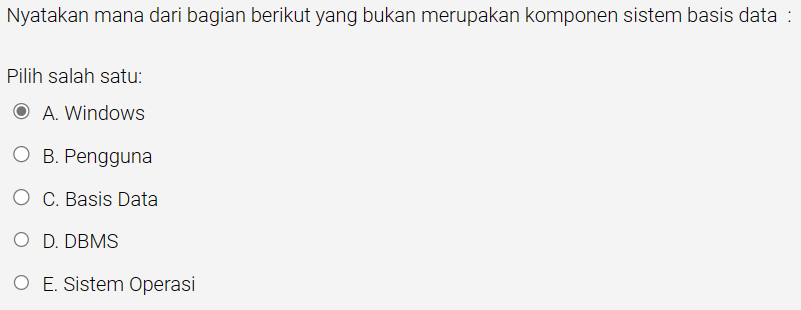 Nyatakan mana dari bagian berikut yang bukan merupakan komponen sistem basis data :
Pilih salah satu:
A. Windows
B. Pengguna
C. Basis Data
D. DBMS
E. Sistem Operasi